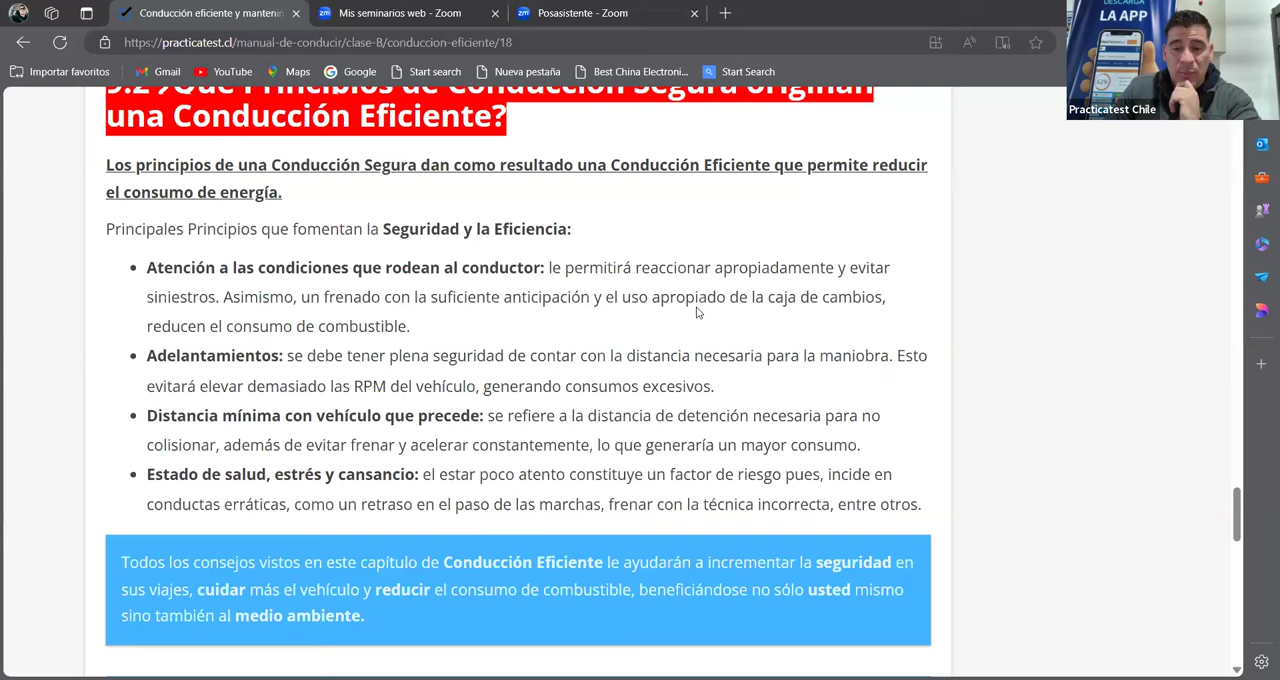 Conducción eficiente y mantenin
Mis seminarios web - Zoom
Posasistente - Zoom
https://practicatest.cl/manual-de-conducir/clase-B/conduccion-eficiente/18
Importar favoritos
Gmail
YouTube
Maps
Google
Start search
Nueva pestaña
Best China Electroni...
Start Search
DESCARGA
LA APP
Practicatest Chile
9.2 ¿Qué Principios de Conducción Segura originan
una Conducción Eficiente?
Los principios de una Conducción Segura dan como resultado una Conducción Eficiente que permite reducir
el consumo de energía.
Principales Principios que fomentan la Seguridad y la Eficiencia:
• Atención a las condiciones que rodean al conductor: le permitirá reaccionar apropiadamente y evitar
siniestros. Asimismo, un frenado con la suficiente anticipación y el uso apropiado de la caja de cambios,
reducen el consumo de combustible.
• Adelantamientos: se debe tener plena seguridad de contar con la distancia necesaria para la maniobra. Esto
evitará elevar demasiado las RPM del vehículo, generando consumos excesivos.
• Distancia mínima con vehículo que precede: se refiere a la distancia de detención necesaria para no
colisionar, además de evitar frenar y acelerar constantemente, lo que generaría un mayor consumo.
• Estado de salud, estrés y cansancio: el estar poco atento constituye un factor de riesgo pues, incide en
conductas erráticas, como un retraso en el paso de las marchas, frenar con la técnica incorrecta, entre otros.
Todos los consejos vistos en este capítulo de Conducción Eficiente le ayudarán a incrementar la seguridad en
sus viajes, cuidar más el vehículo y reducir el consumo de combustible, beneficiándose no sólo usted mismo
sino también al medio ambiente.